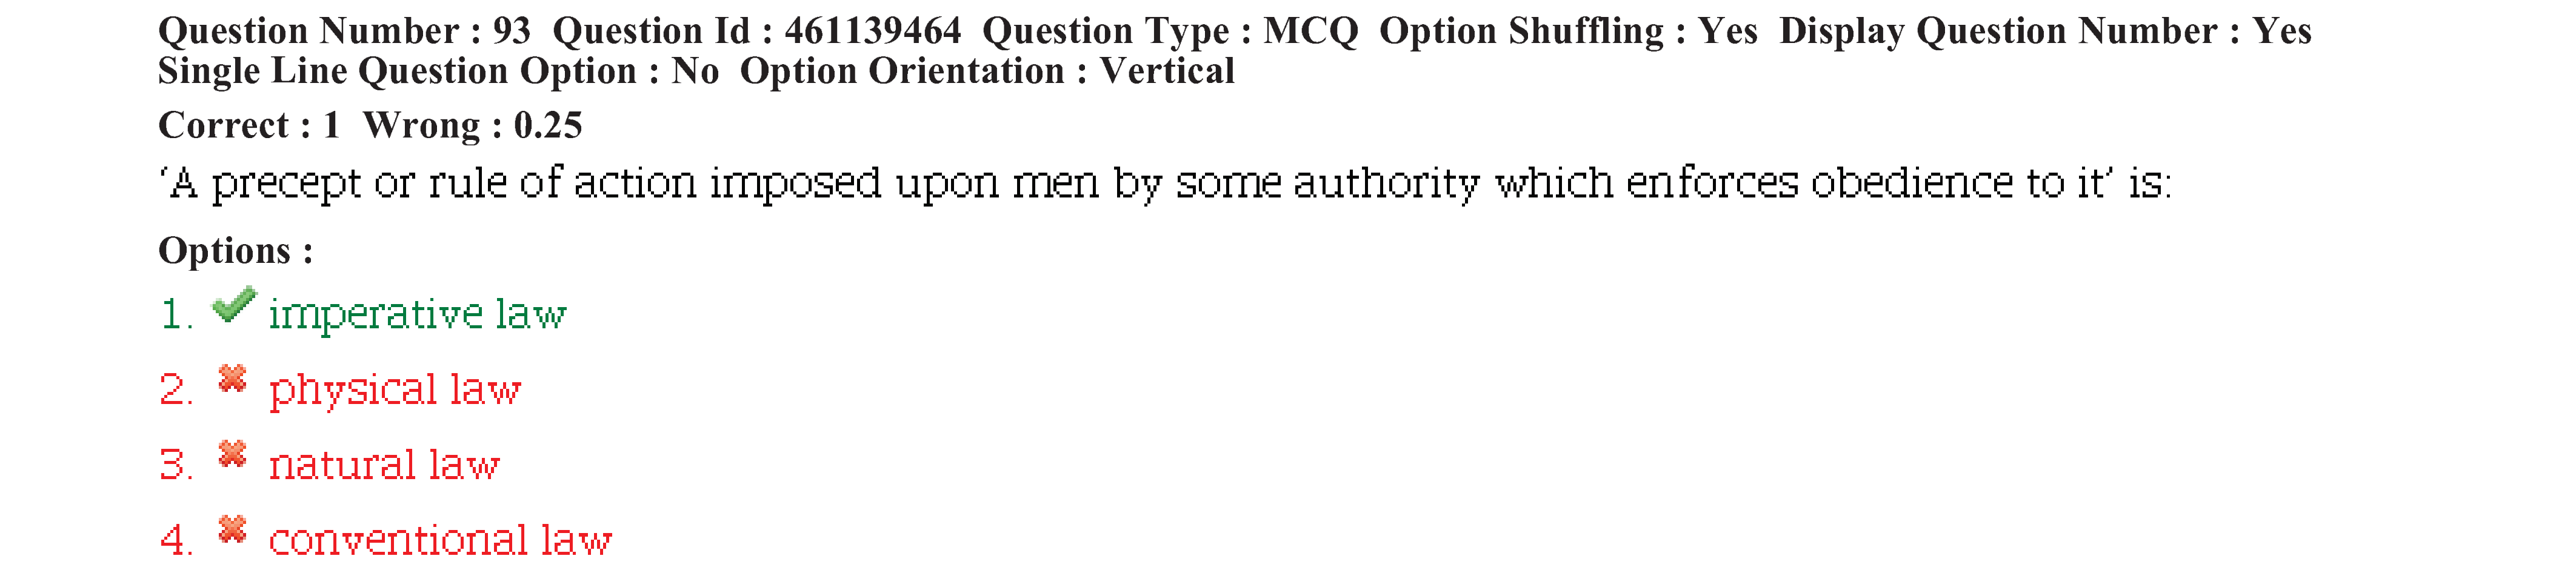 Question Number : 93 Question Id : 461139464 Question Type : MCQ Option Shuffling : Yes Display Question Number : Yes
Single Line Question Option : No Option Orientation : Vertical
Correct : 1 Wrong : 0.25
‘A precept or rule of action imposed upon men by some authority which enforces obedience to it’ is:
Options :
1. imperative law
2. physical law
3. natural law
4. conventional law